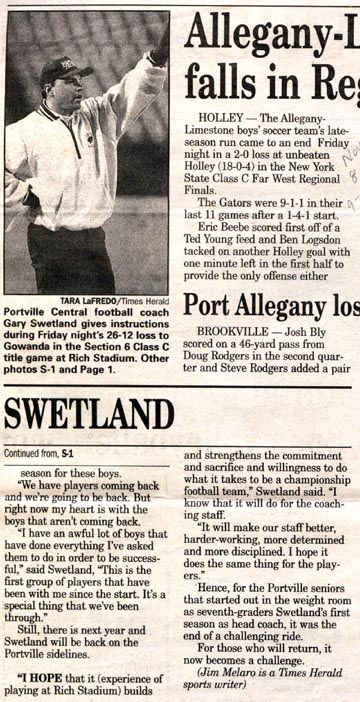 TARA LaFREDO/Times Herald
Portville Central football coach
Gary Swetland gives instructions
during Friday night's 26-12 loss to
Gowanda in the Section 6 Class C
title game at Rich Stadium. Other
photos S-1 and Page 1.
Allegany-L
falls in Reg
HOLLEY — The Allegany-
Limestone boys' soccer team's late-
season run came to an end Friday
night in a 2-0 loss at unbeaten
Holley (18-0-4) in the New York
State Class C Far West Regional
Finals.
The Gators were 9-1-1 in their
last 11 games after a 1-4-1 start.
Eric Beebe scored first off of a
Ted Young feed and Ben Logsdon
tacked on another Holley goal with
one minute left in the first half to
provide the only offense either
Port Allegany los
BROOKVILLE — Josh Bly
scored on a 46-yard pass from
Doug Rodgers in the second quar-
ter and Steve Rodgers added a pair
SWETLAND
Continued from, S-1
season for these boys.
"We have players coming back
and we're going to be back. But
right now my heart is with the
boys that aren't coming back.
"I have an awful lot of boys that
have done everything I've asked
them to do in order to be success-
ful," said Swetland, "This is the
first group of players that have
been with me since the start. It's a
special thing that we've been
through."
Still, there is next year and
Swetland will be back on the
Portville sidelines.
"I HOPE that it (experience of
playing at Rich Stadium) builds
and strengthens the commitment
and sacrifice and willingness to do
what it takes to be a championship
football team," Swetland said. "I
know that it will do for the coach-
ing staff.
"It will make our staff better,
harder-working, more determined
and more disciplined. I hope it
does the same thing for the play-
ers."
Hence, for the Portville seniors
that started out in the weight room
as seventh-graders Swetland's first
season as head coach, it was the
end of a challenging ride.
For those who will return, it
now becomes a challenge.
(Jim Melaro is a Times Herald
sports writer)